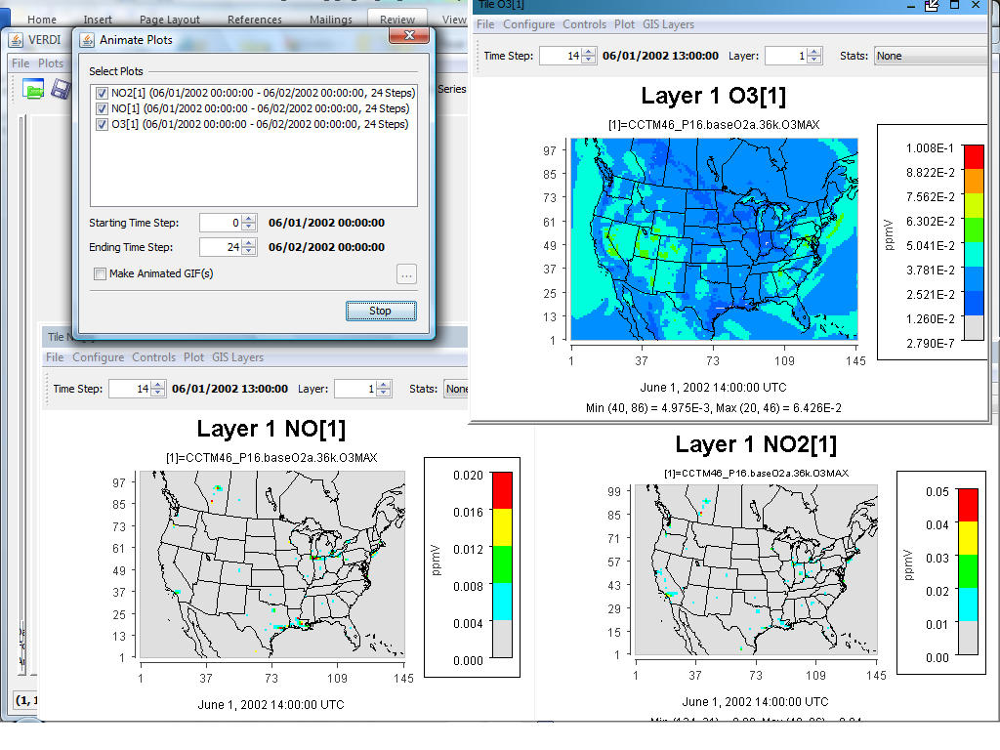 Home Insert Page Layout References Mailings Review View
VERDI
File Plots
Series
Animate Plots
Select Plots
NO2[1] (06/01/2002 00:00:00 - 06/02/2002 00:00:00, 24 Steps)
NO[1] (06/01/2002 00:00:00 - 06/02/2002 00:00:00, 24 Steps)
O3[1] (06/01/2002 00:00:00 - 06/02/2002 00:00:00, 24 Steps)
Starting Time Step: 0 06/01/2002 00:00:00
Ending Time Step: 24 06/02/2002 00:00:00
Make Animated GIF(s) ...
Stop
Tile O3[1]
File Configure Controls Plot GIS Layers
Time Step: 14 06/01/2002 13:00:00 Layer: 1 Stats: None
Layer 1 O3[1]
[1]=CCTM46_P16.baseO2a.36k.O3MAX
97
85
73
61
49
37
25
13
1
1 37 73 109 145
ppmV
1.008E-1
8.822E-2
7.562E-2
6.302E-2
5.041E-2
3.781E-2
2.521E-2
1.260E-2
2.790E-7
June 1, 2002 14:00:00 UTC
Min (40, 86) = 4.975E-3, Max (20, 46) = 6.426E-2
Tile
File Configure Controls Plot GIS Layers
Time Step: 14 06/01/2002 13:00:00 Layer: 1 Stats: None
Layer 1 NO[1]
[1]=CCTM46_P16.baseO2a.36k.O3MAX
97
85
73
61
49
37
25
13
1
1 37 73 109 145
ppmV
0.020
0.016
0.012
0.008
0.004
0.000
June 1, 2002 14:00:00 UTC
Layer 1 NO2[1]
[1]=CCTM46_P16.baseO2a.36k.O3MAX
99
85
71
57
43
29
15
1
1 37 73 109 145
ppmV
0.05
0.04
0.03
0.02
0.01
0.00
June 1, 2002 14:00:00 UTC
(1, 1